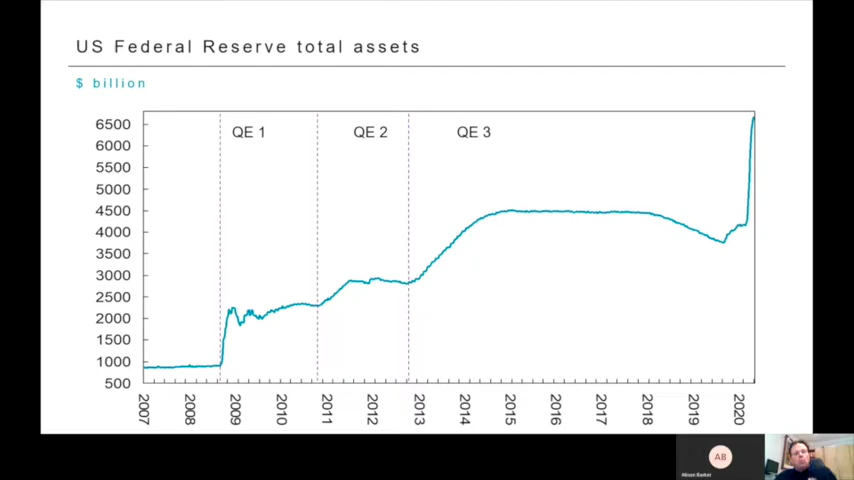 US Federal Reserve total assets
$ billion
QE 1 QE 2 QE 3
6500
6000
5500
5000
4500
4000
3500
3000
2500
2000
1500
1000
500
2007 2008 2009 2010 2011 2012 2013 2014 2015 2016 2017 2018 2019 2020
AB
Alison Barker